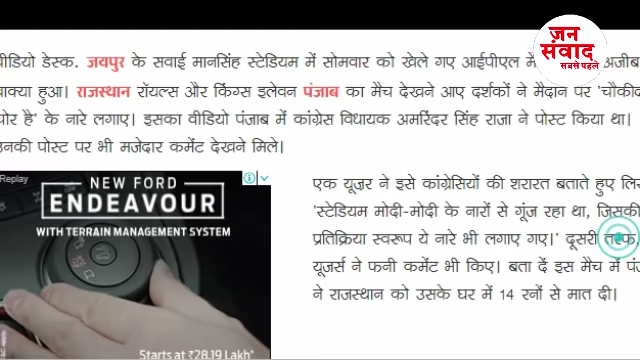 जन
संवाद
सबसे पहले
वीडियो डेस्क. जयपुर के सवाई मानसिंह स्टेडियम में सोमवार को खेले गए आईपीएल अजीब
वाक्या हुआ। राजस्थान रॉयल्स और किंग्स इलेवन पंजाब का मैच देखने आए दर्शकों ने मैदान पर 'चौकीद
चोर है' के नारे लगाए। इसका वीडियो पंजाब में कांग्रेस विधायक अमरिंदर सिंह राजा ने पोस्ट किया था।
उनकी पोस्ट पर भी मजेदार कमेंट देखने मिले।
Replay
NEW FORD
ENDEAVOUR
WITH TERRAIN MANAGEMENT SYSTEM
Starts at ₹28.19 Lakh*
एक यूजर ने इसे कांग्रेसियों की शरारत बताते हुए लि
'स्टेडियम मोदी-मोदी के नारों से गूंज रहा था, जिसकी
प्रतिक्रिया स्वरूप ये नारे भी लगाए गए।' दूसरी तरफ
यूजर्स ने फनी कमेंट भी किए। बता दें इस मैच में पं
ने राजस्थान को उसके घर में 14 रनों से मात दी।